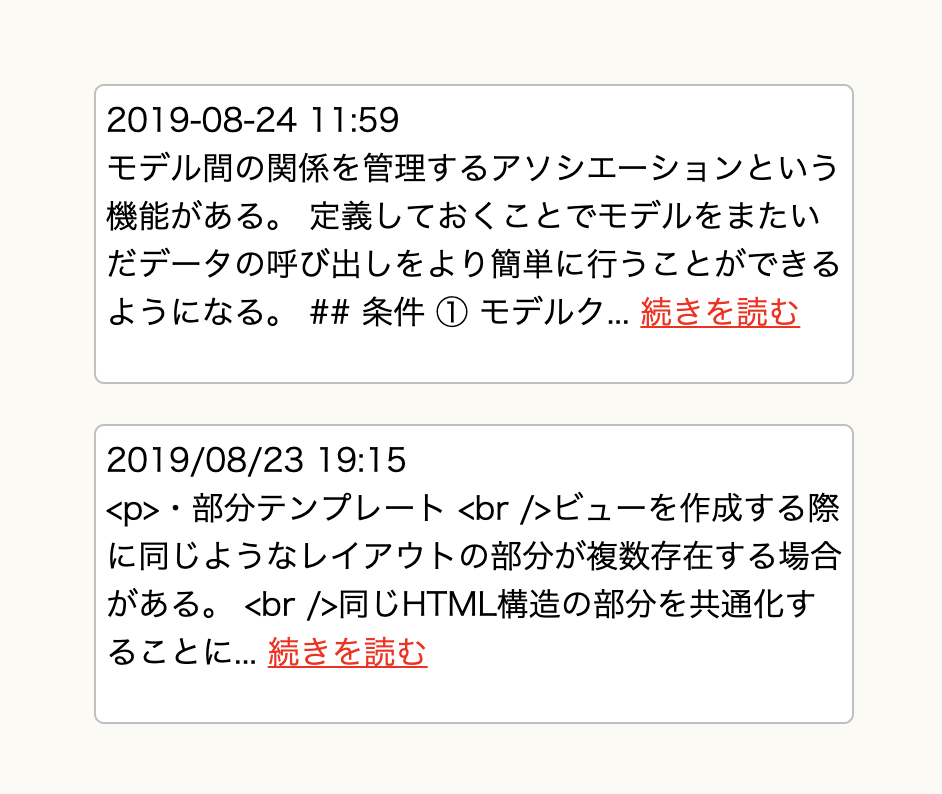 2019-08-24 11:59
モデル間の関係を管理するアソシエーションという
機能がある。 定義しておくことでモデルをまたい
だデータの呼び出しをより簡単に行うことができる
ようになる。 ## 条件 ① モデルク... 続きを読む
2019/08/23 19:15
<p>・部分テンプレート <br />ビューを作成する際
に同じようなレイアウトの部分が複数存在する場合
がある。 <br />同じHTML構造の部分を共通化す
ることに... 続きを読む